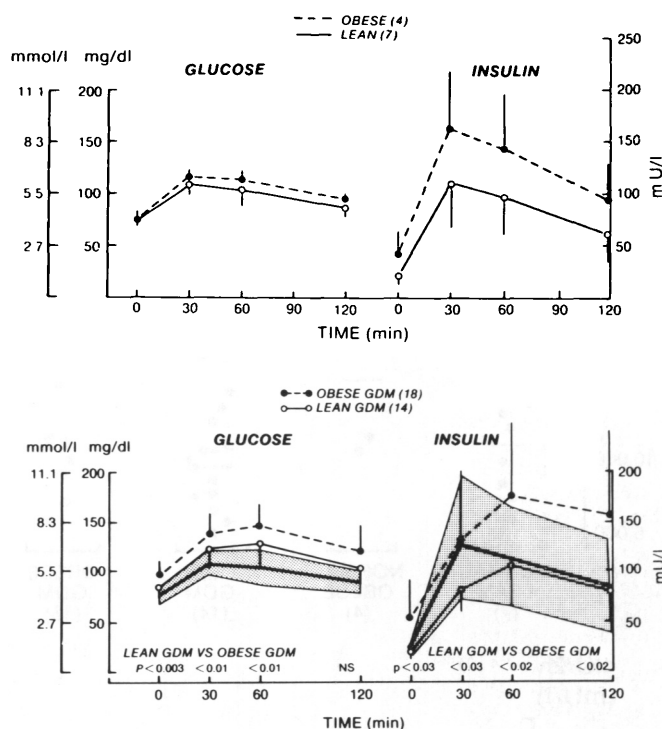 OBESE (4)
LEAN (7)
mmol/l mg/dl GLUCOSE INSULIN
250
11.1 200 200
8.3 150 150
5.5 100 100 mU/l
2.7 50 50
0 30 60 90 120 0 30 60 90 120
TIME (min)
OBESE GDM (18)
LEAN GDM (14)
mmol/l mg/dl GLUCOSE INSULIN
11.1 200 200
8.3 150 150
5.5 100 100 mU/l
2.7 50 50
LEAN GDM VS OBESE GDM LEAN GDM VS OBESE GDM
P<0.003 <.01 <0.01 NS p<.03 <.03 <.02 <0.02
0 30 60 120 0 30 60 120
TIME (min)